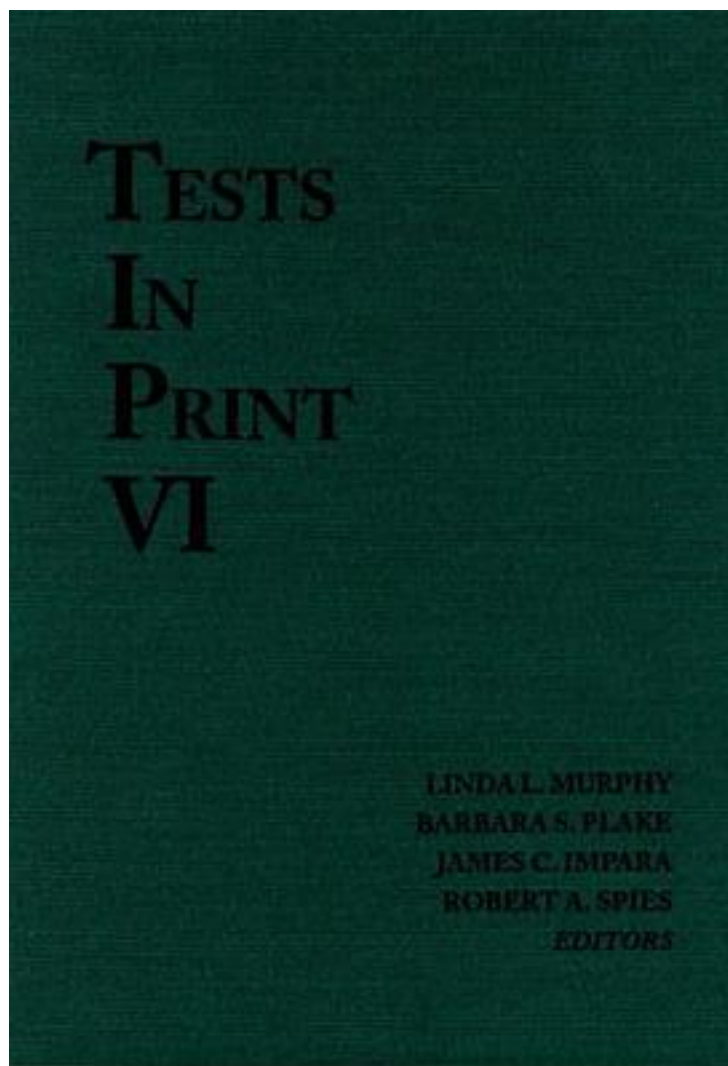 TESTS
IN
PRINT
VI
LINDA L. MURPHY
BARBARA S. PLAKE
JAMES C. IMPARA
ROBERT A. SPIES
EDITORS